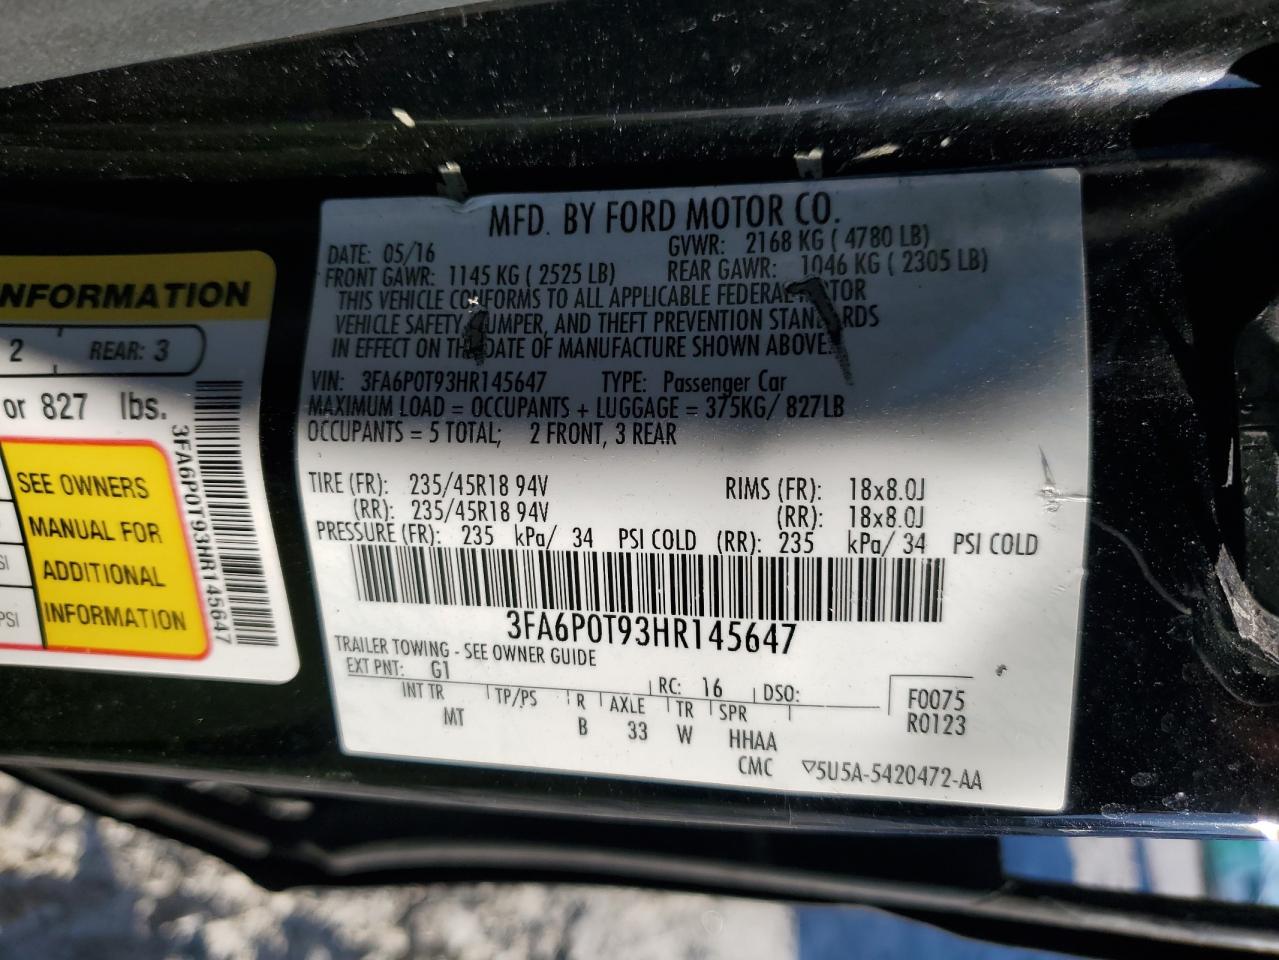 MFD. BY FORD MOTOR CO.
DATE: 05/16 GVWR: 2168 KG ( 4780 LB)
FRONT GAWR: 1145 KG ( 2525 LB) REAR GAWR: 1046 KG ( 2305 LB)
THIS VEHICLE CONFORMS TO ALL APPLICABLE FEDERAL MOTOR
VEHICLE SAFETY, BUMPER, AND THEFT PREVENTION STANDARDS
IN EFFECT ON THE DATE OF MANUFACTURE SHOWN ABOVE.
VIN: 3FA6P0T93HR145647 TYPE: Passenger Car
MAXIMUM LOAD = OCCUPANTS + LUGGAGE = 375KG/ 827LB
OCCUPANTS = 5 TOTAL; 2 FRONT, 3 REAR
TIRE (FR): 235/45R18 94V RIMS (FR): 18x8.0J
(RR): 235/45R18 94V (RR): 18x8.0J
PRESSURE (FR): 235 kPa/ 34 PSI COLD (RR): 235 kPa/ 34 PSI COLD
3FA6P0T93HR145647
TRAILER TOWING - SEE OWNER GUIDE
EXT PNT: G1 RC: 16 DSO:
INT TR TP/PS R AXLE TR SPR
MT B 33 W HHAA
CMC
F0075
R0123
▽5U5A-5420472-AA
NFORMATION
2 REAR: 3
or 827 lbs.
SEE OWNERS
MANUAL FOR
ADDITIONAL
INFORMATION
SI
PSI
3FA6P0T93HR145647